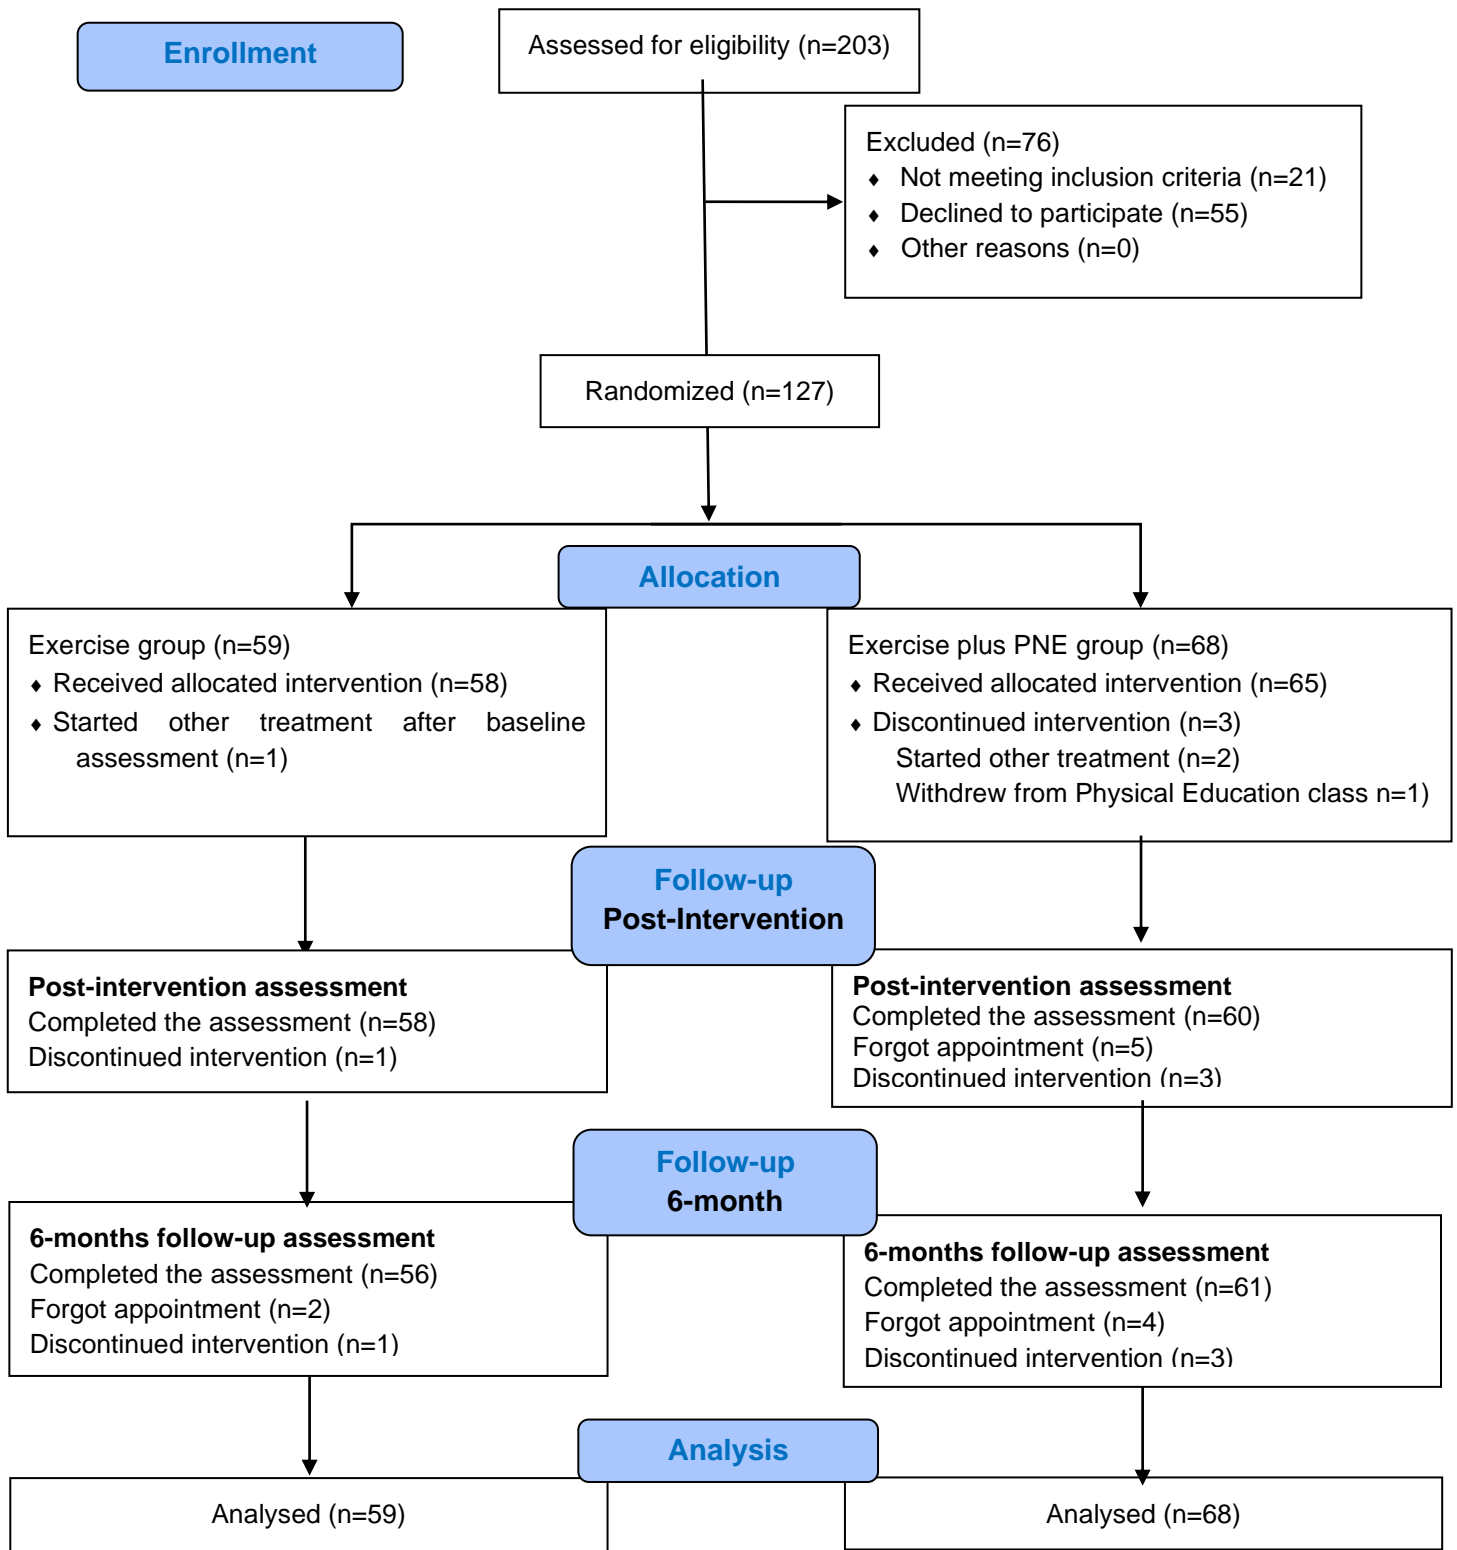 Enrollment
Assessed for eligibility (n=203)
Excluded (n=76)
♦ Not meeting inclusion criteria (n=21)
♦ Declined to participate (n=55)
♦ Other reasons (n=0)
Randomized (n=127)
Allocation
Exercise group (n=59)
♦ Received allocated intervention (n=58)
♦ Started other treatment after baseline
assessment (n=1)
Exercise plus PNE group (n=68)
♦ Received allocated intervention (n=65)
♦ Discontinued intervention (n=3)
Started other treatment (n=2)
Withdrew from Physical Education class n=1)
Follow-up
Post-Intervention
Post-intervention assessment
Completed the assessment (n=58)
Discontinued intervention (n=1)
Post-intervention assessment
Completed the assessment (n=60)
Forgot appointment (n=5)
Discontinued intervention (n=3)
Follow-up
6-month
6-months follow-up assessment
Completed the assessment (n=56)
Forgot appointment (n=2)
Discontinued intervention (n=1)
6-months follow-up assessment
Completed the assessment (n=61)
Forgot appointment (n=4)
Discontinued intervention (n=3)
Analysis
Analysed (n=59)
Analysed (n=68)